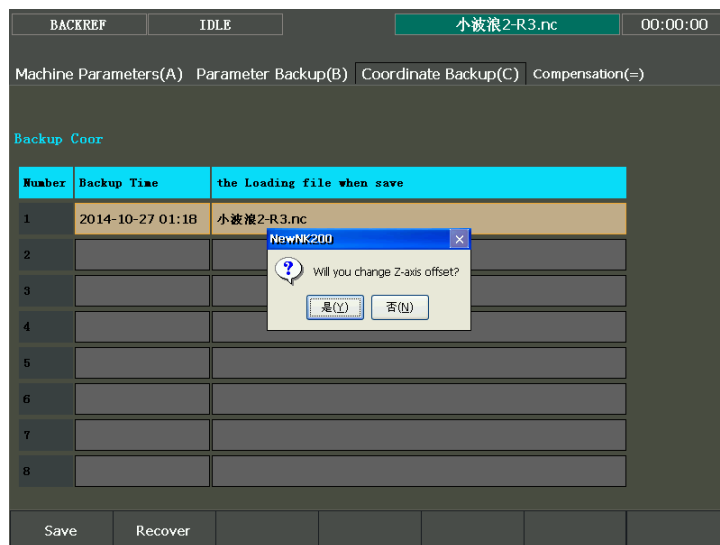 BACKREF IDLE 小波浪2-R3.nc 00:00:00
Machine Parameters(A) Parameter Backup(B) Coordinate Backup(C) Compensation(=)
Backup Coor
Number Backup Time the Loading file when save
1 2014-10-27 01:18 小波浪2-R3.nc
NewNK200
2
Will you change Z-axis offset?
3
是(Y) 否(N)
4
5
6
7
8
Save Recover